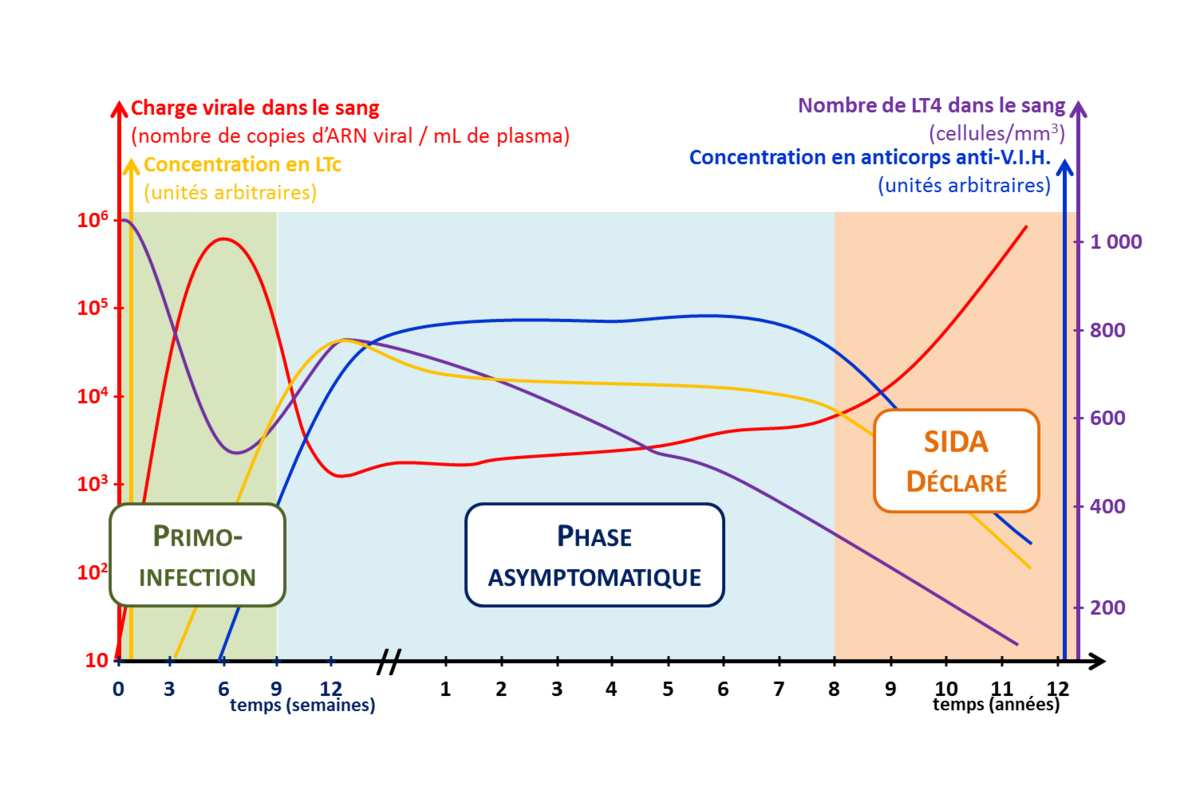 Charge virale dans le sang
(nombre de copies d’ARN viral / mL de plasma)
Concentration en LTc
(unités arbitraires)
Nombre de LT4 dans le sang
(cellules/mm³)
Concentration en anticorps anti-V.I.H.
(unités arbitraires)
10⁶
10⁵
10⁴
10³
10²
10
1 000
800
600
400
200
PRIMO-
INFECTION
PHASE
ASYMPTOMATIQUE
SIDA
DÉCLARÉ
0 3 6 9 12 1 2 3 4 5 6 7 8 9 10 11 12
temps (semaines)
temps (années)